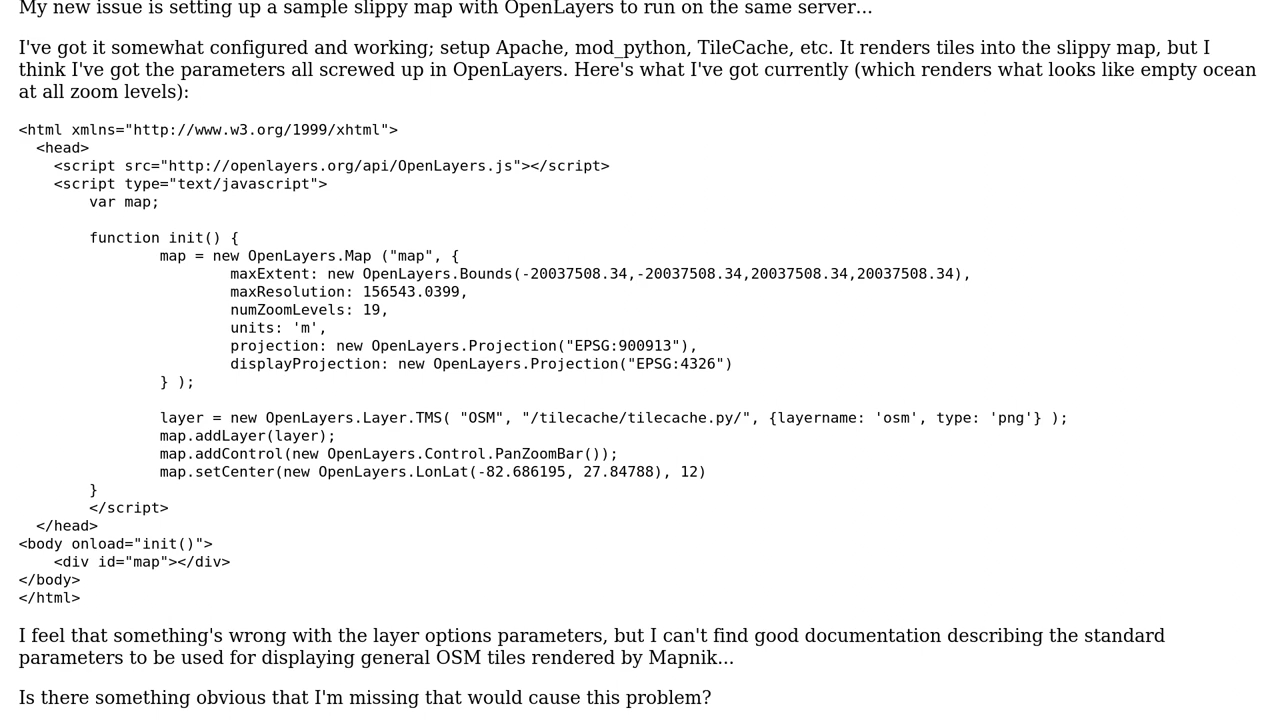 My new issue is setting up a sample slippy map with OpenLayers to run on the same server...
I've got it somewhat configured and working; setup Apache, mod_python, TileCache, etc. It renders tiles into the slippy map, but I
think I've got the parameters all screwed up in OpenLayers. Here's what I've got currently (which renders what looks like empty ocean
at all zoom levels):
<html xmlns="http://www.w3.org/1999/xhtml">
  <head>
    <script src="http://openlayers.org/api/OpenLayers.js"></script>
    <script type="text/javascript">
        var map;
        function init() {
                map = new OpenLayers.Map ("map", {
                        maxExtent: new OpenLayers.Bounds(-20037508.34,-20037508.34,20037508.34,20037508.34),
                        maxResolution: 156543.0399,
                        numZoomLevels: 19,
                        units: 'm',
                        projection: new OpenLayers.Projection("EPSG:900913"),
                        displayProjection: new OpenLayers.Projection("EPSG:4326")
                } );
                layer = new OpenLayers.Layer.TMS( "OSM", "/tilecache/tilecache.py/", {layername: 'osm', type: 'png'} );
                map.addLayer(layer);
                map.addControl(new OpenLayers.Control.PanZoomBar());
                map.setCenter(new OpenLayers.LonLat(-82.686195, 27.84788), 12)
        }
        </script>
  </head>
<body onload="init()">
    <div id="map"></div>
</body>
</html>
I feel that something's wrong with the layer options parameters, but I can't find good documentation describing the standard
parameters to be used for displaying general OSM tiles rendered by Mapnik...
Is there something obvious that I'm missing that would cause this problem?